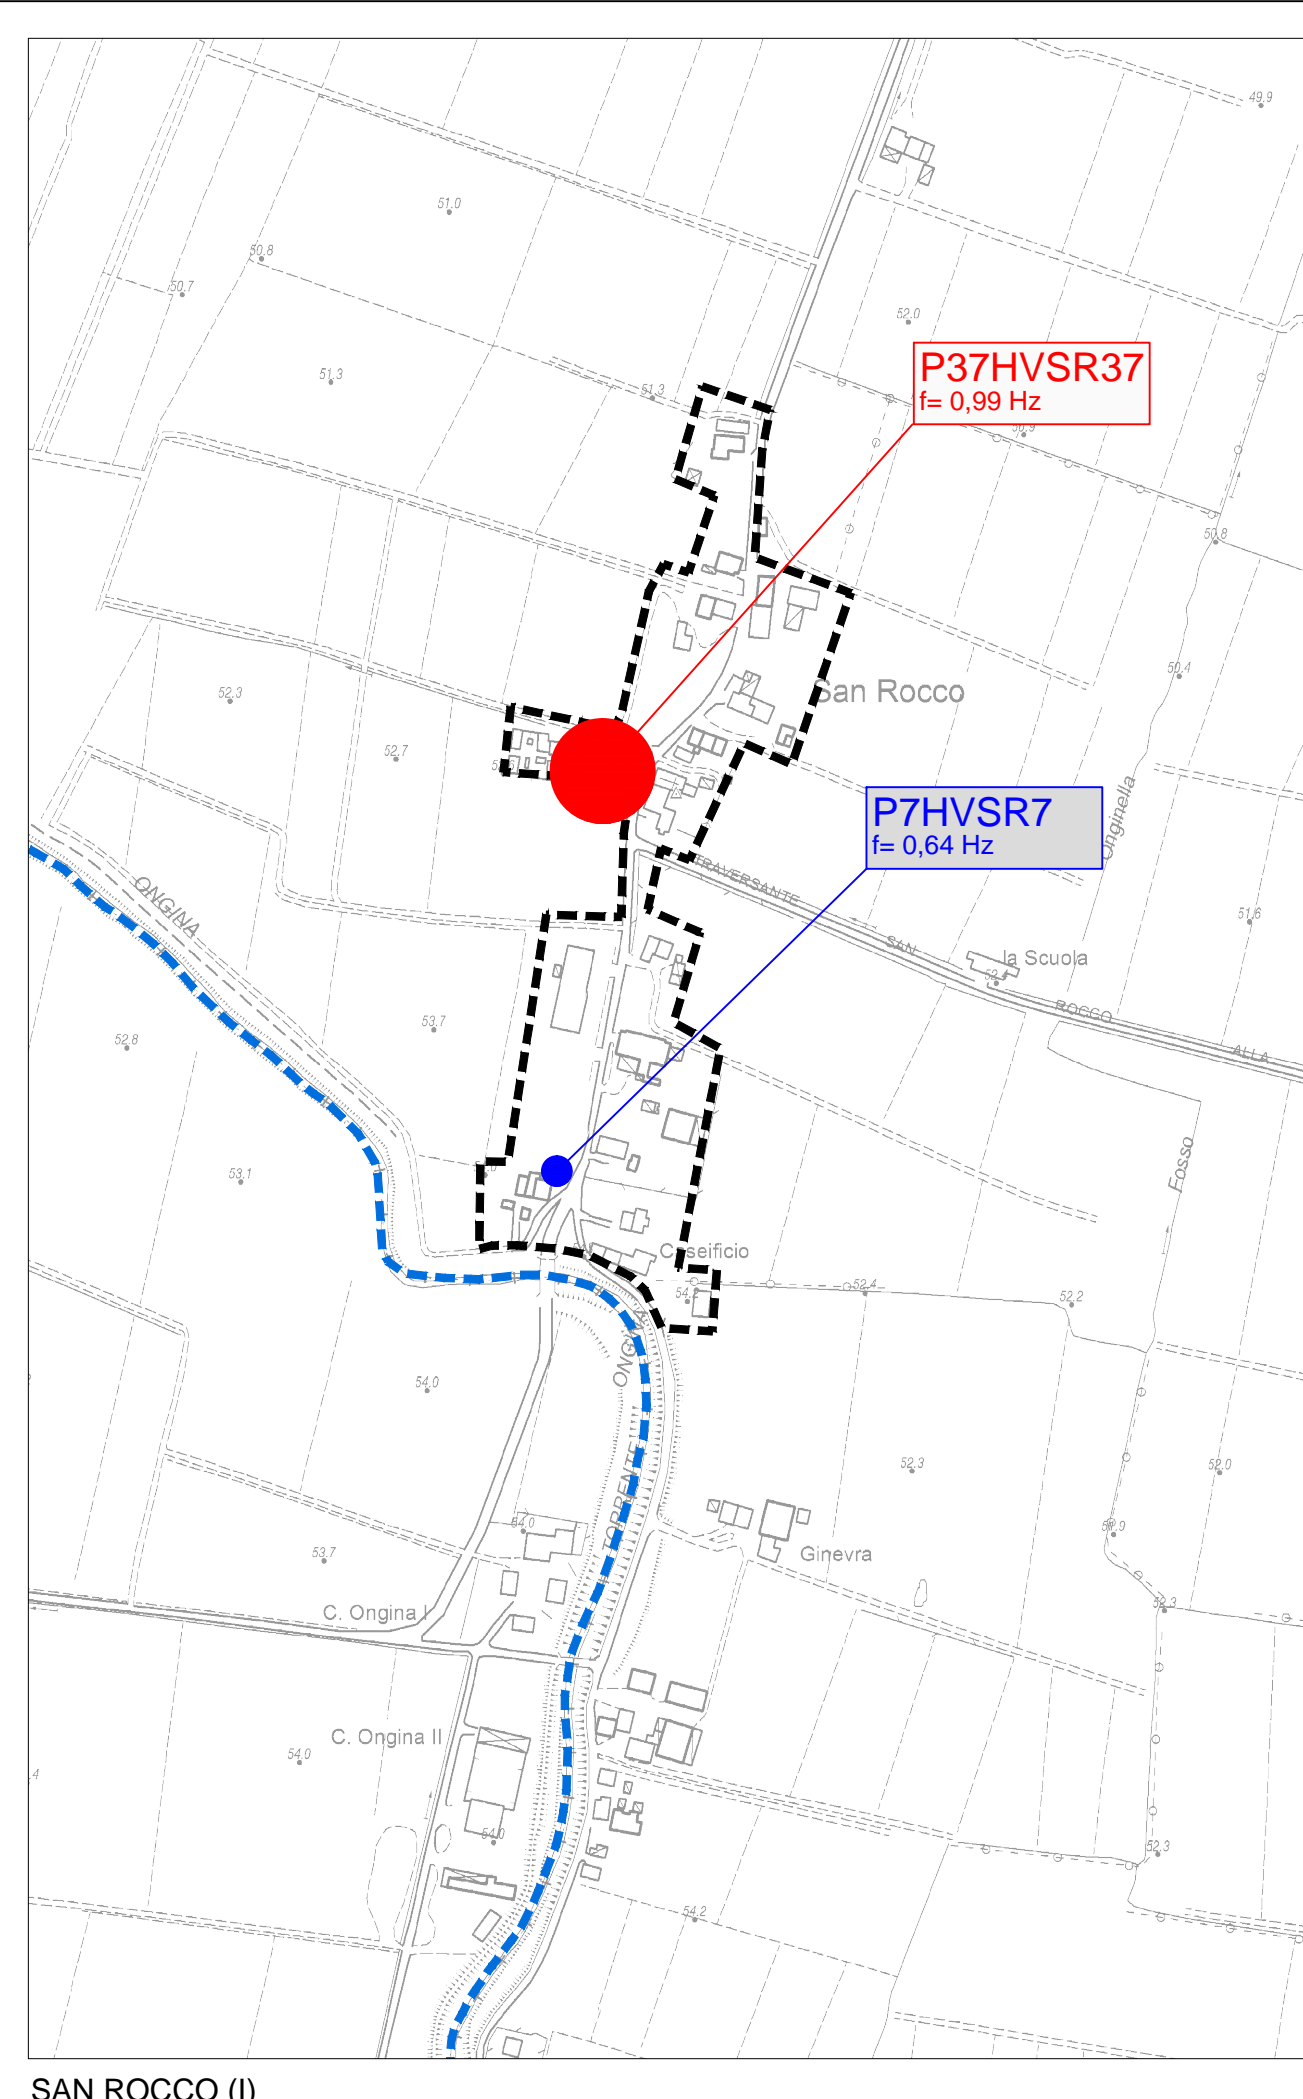 49.9
51.0
50.8
50.7
52.0
51.3
51.3
P37HVSR37
f= 0,99 Hz
50.8
50.4
San Rocco
52.3
52.7
P7HVSR7
f= 0,64 Hz
Onginella
TRAVERSANTE
ONGINA
51.6
SAN
la Scuola
ROCCO
53.7
52.8
ALLA
Fosso
53.1
Caseificio
54.2
52.4
52.2
ONGINA
54.0
TORRENTE
52.3
52.0
54.0
53.7
Ginevra
52.3
C. Ongina I
C. Ongina II
54.0
54.0
52.3
54.2
SAN ROCCO (I)